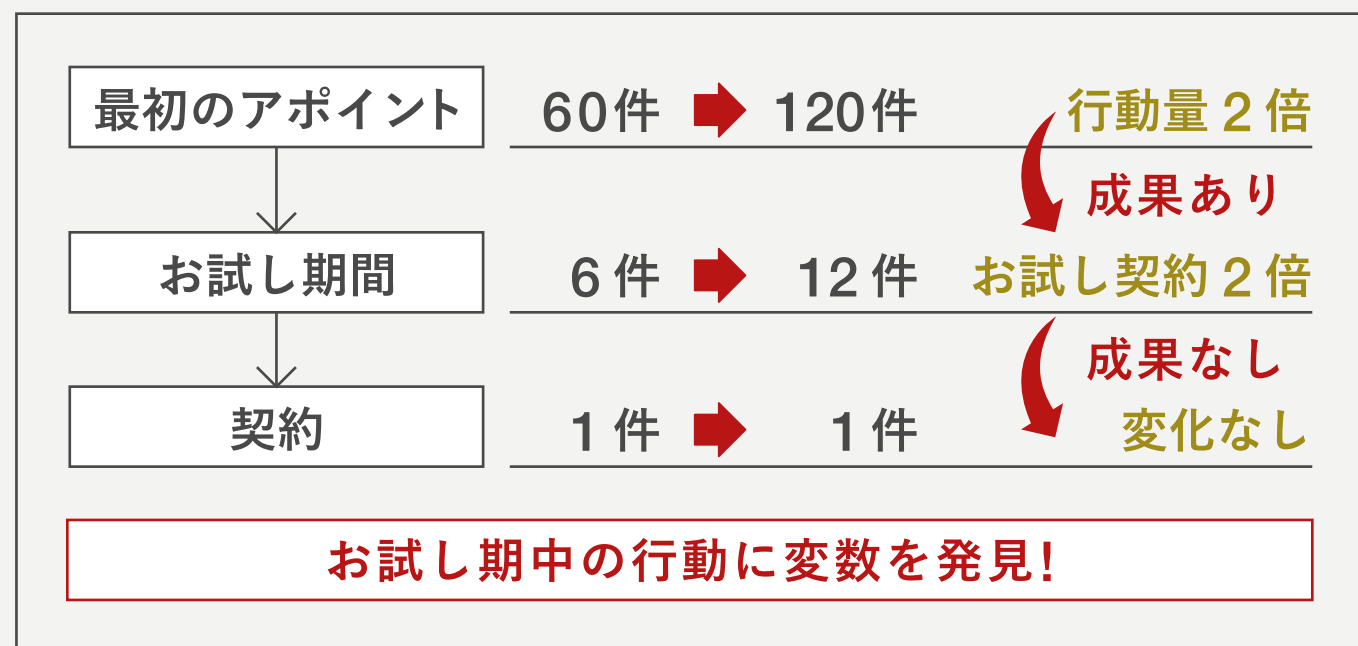 最初のアポイント 60件 120件 行動量2倍
成果あり
お試し期間 6件 12件 お試し契約2倍
成果なし
契約 1件 1件 変化なし
お試し期中の行動に変数を発見!